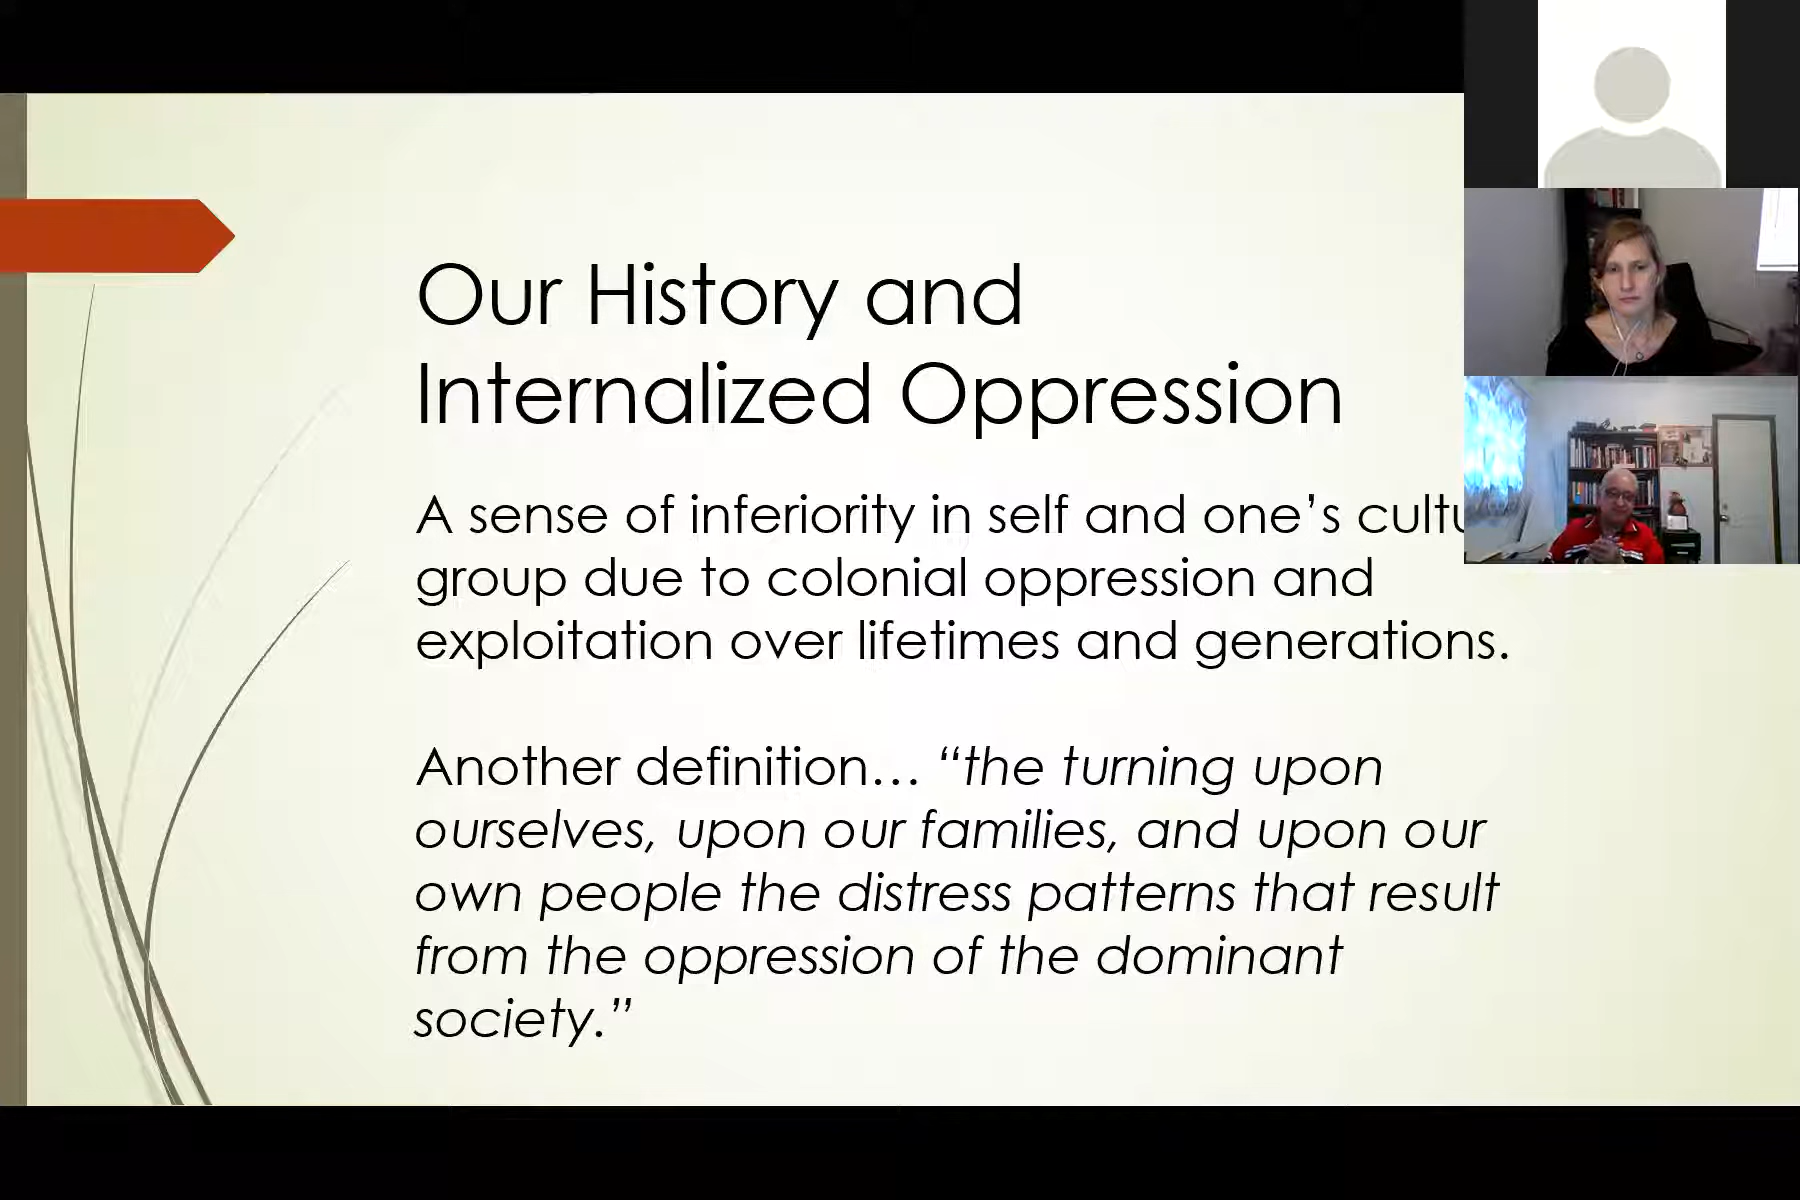 Our History and
Internalized Oppression
A sense of inferiority in self and one’s
group due to colonial oppression and
exploitation over lifetimes and generations.
Another definition… “the turning upon
ourselves, upon our families, and upon our
own people the distress patterns that result
from the oppression of the dominant
society.”